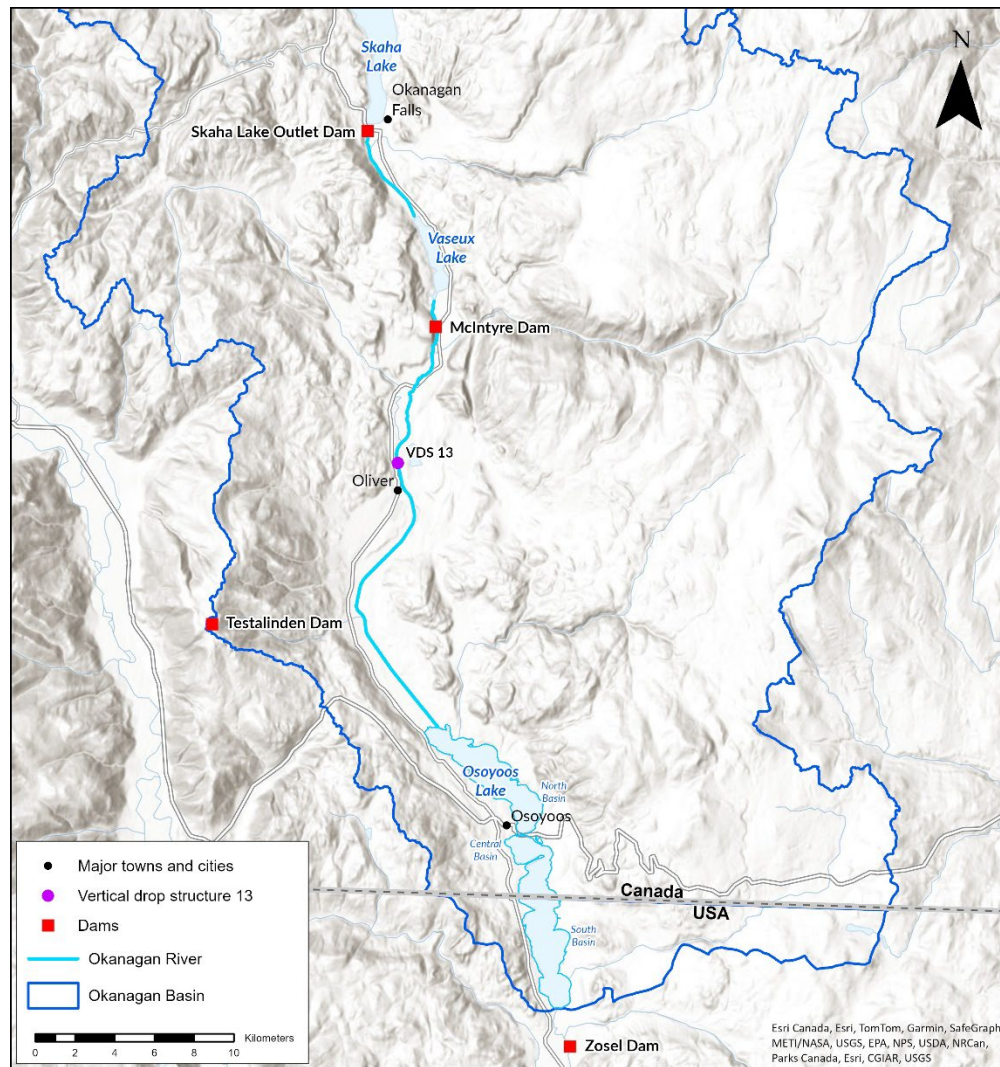 N
Skaha
Lake
Okanagan
Falls
Skaha Lake Outlet Dam
Vaseux
Lake
McIntyre Dam
VDS 13
Oliver
Testalinden Dam
Osoyoos
Lake
North
Basin
Osoyoos
Central
Basin
Canada
USA
South
Basin
Zosel Dam
Major towns and cities
Vertical drop structure 13
Dams
Okanagan River
Okanagan Basin
Kilometers
0 2 4 6 8 10
Esri Canada, Esri, TomTom, Garmin, SafeGraph,
METI/NASA, USGS, EPA, NPS, USDA, NRCan,
Parks Canada, Esri, CGIAR, USGS